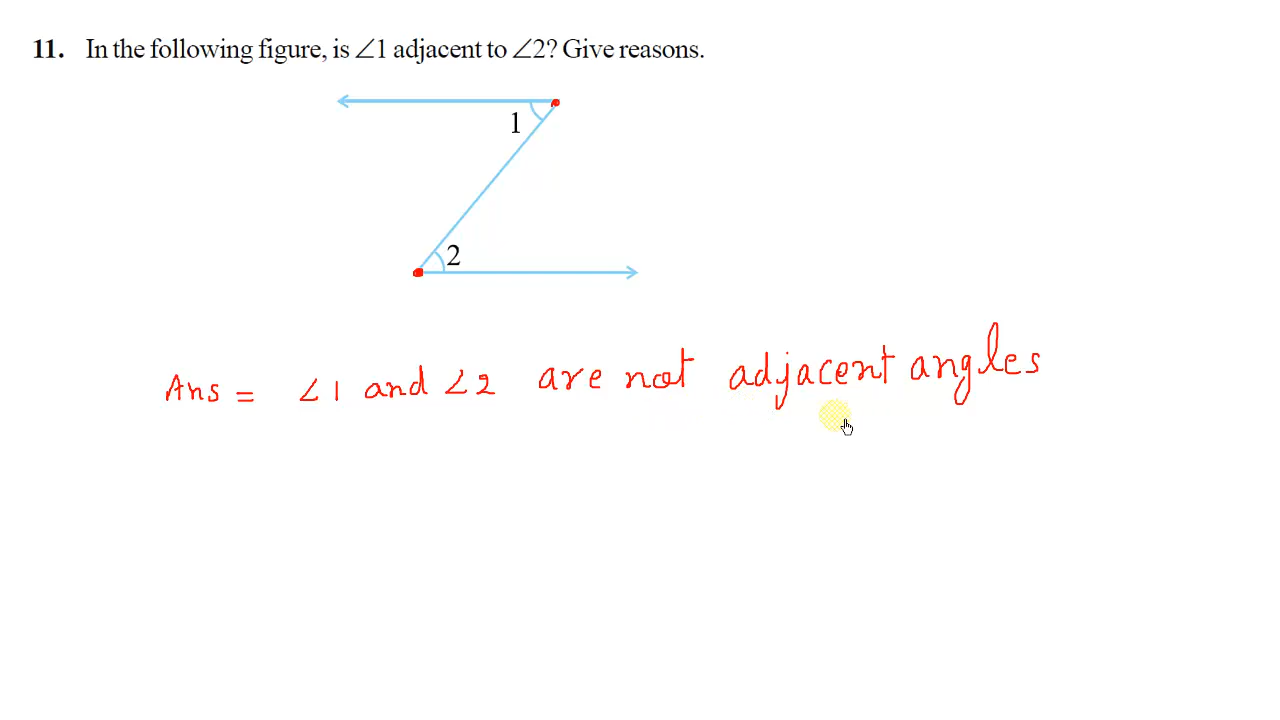 11. In the following figure, is ∠1 adjacent to ∠2? Give reasons.
1
2
Ans = ∠1 and ∠2 are not adjacent angles